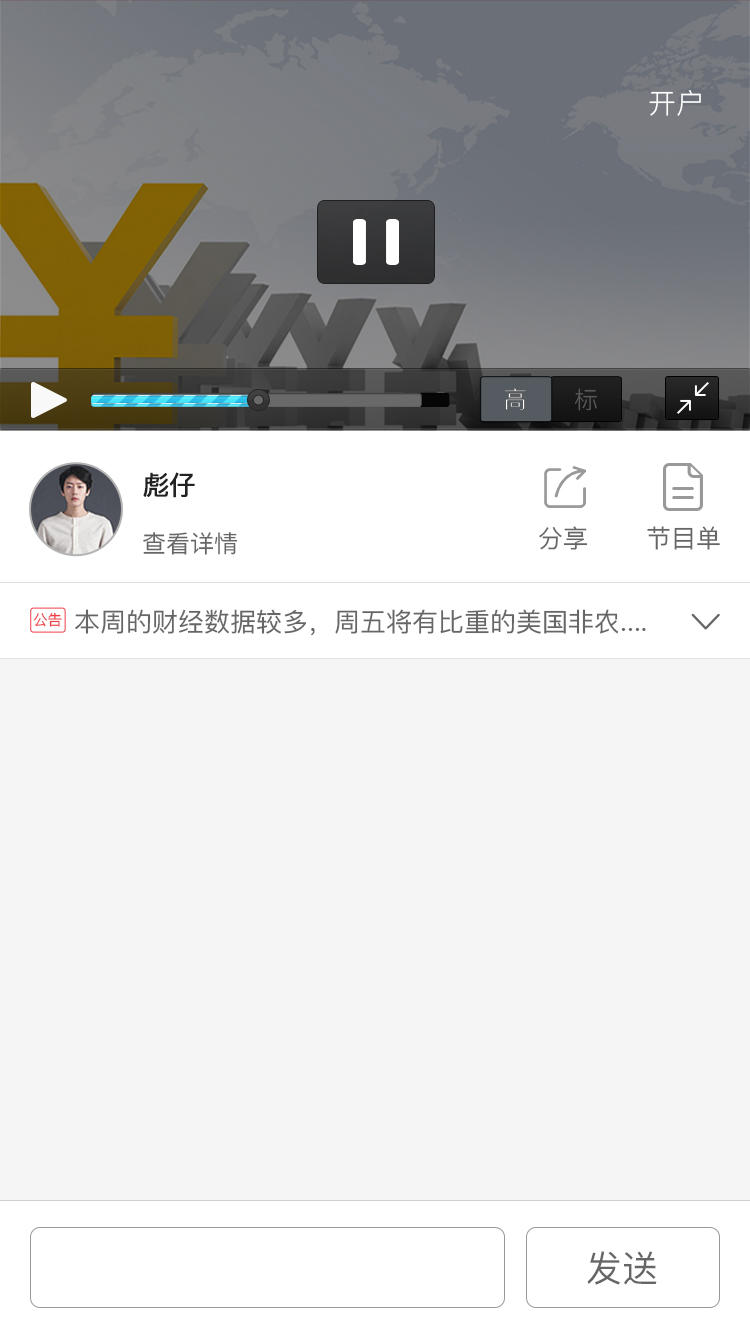 开户
高 标
彪仔
查看详情
分享
节目单
公告 本周的财经数据较多，周五将有比重的美国非农....
发送